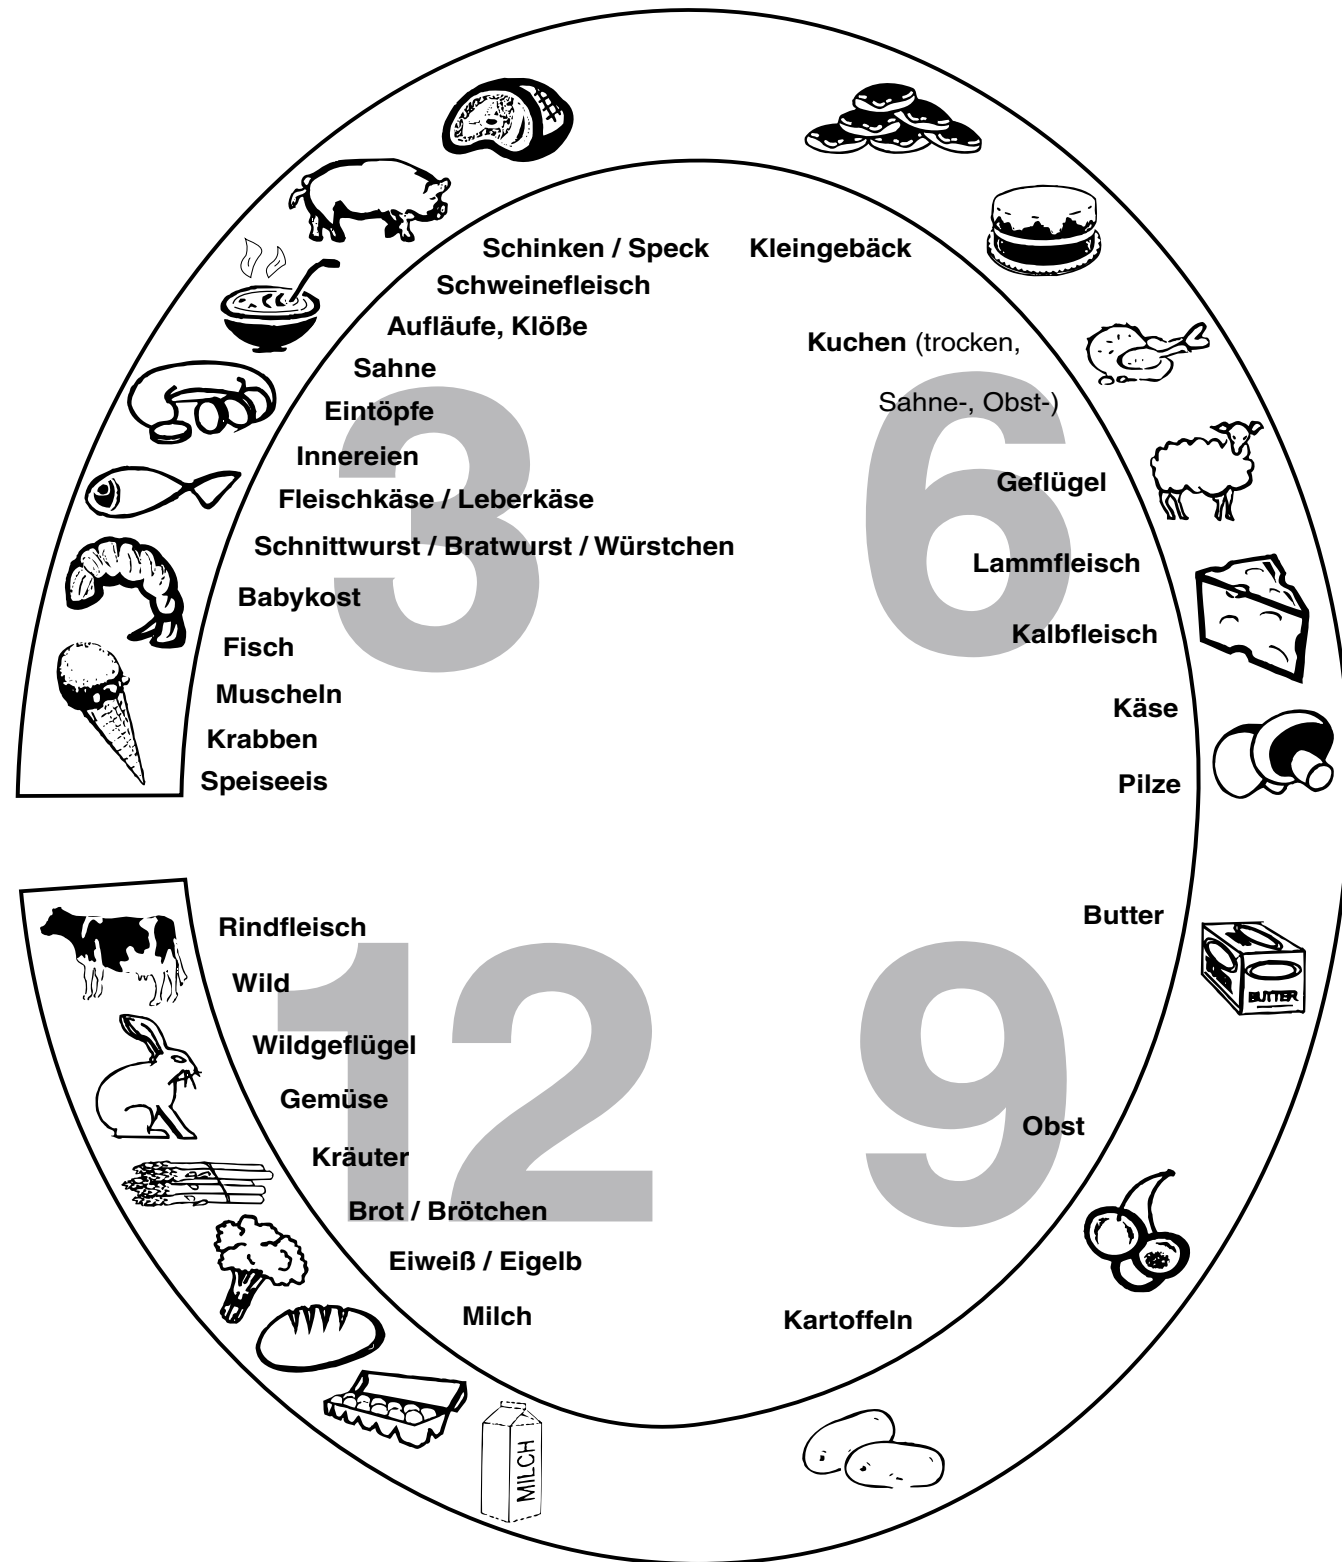 Schinken / Speck
Schweinefleisch
Aufläufe, Klöße
Sahne
Eintöpfe
Innereien
Fleischkäse / Leberkäse
Schnittwurst / Bratwurst / Würstchen
Babykost
Fisch
Muscheln
Krabben
Speiseeis
3
Kleingebäck
Kuchen (trocken,
Sahne-, Obst-)
Geflügel
Lammfleisch
Kalbfleisch
Käse
Pilze
6
Butter
BUTTER
Obst
Kartoffeln
9
Rindfleisch
Wild
Wildgeflügel
Gemüse
Kräuter
Brot / Brötchen
Eiweiß / Eigelb
Milch
12
MILCH